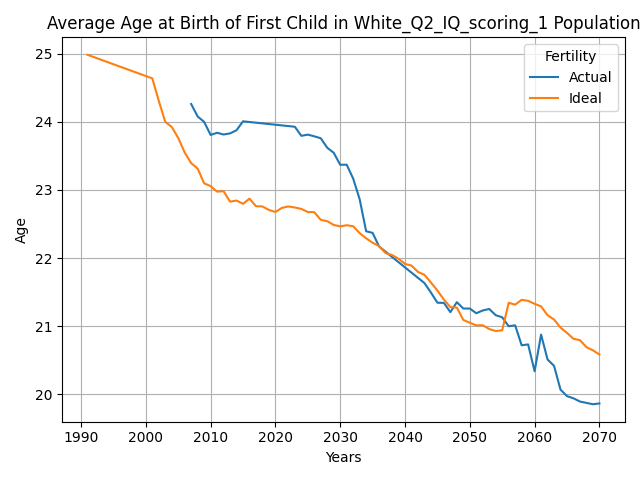 Average Age at Birth of First Child in White_Q2_IQ_scoring_1 Population
Fertility
Actual
Ideal
25
24
23
22
21
20
Age
1990 2000 2010 2020 2030 2040 2050 2060 2070
Years